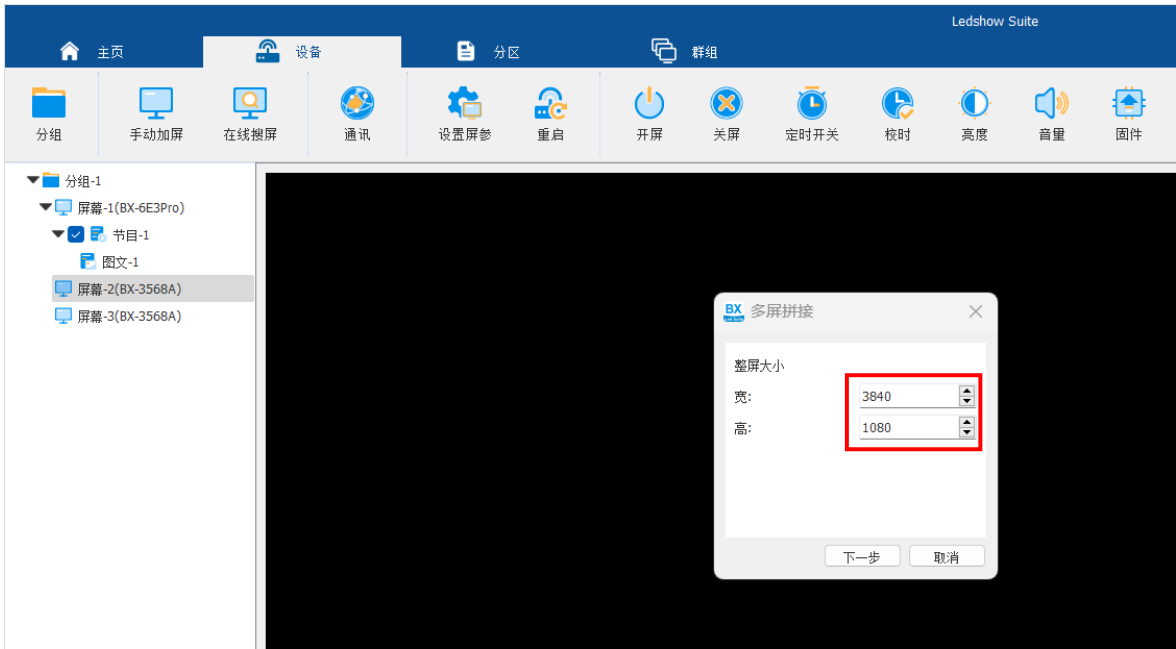 Ledshow Suite
主页 设备 分区 群组
分组 手动加屏 在线搜屏 通讯 设置屏参 重启 开屏 关屏 定时开关 校时 亮度 音量 固件
分组-1
屏幕-1(BX-6E3Pro)
节目-1
图文-1
屏幕-2(BX-3568A)
屏幕-3(BX-3568A)
BX 多屏拼接
整屏大小
宽: 3840
高: 1080
下一步 取消